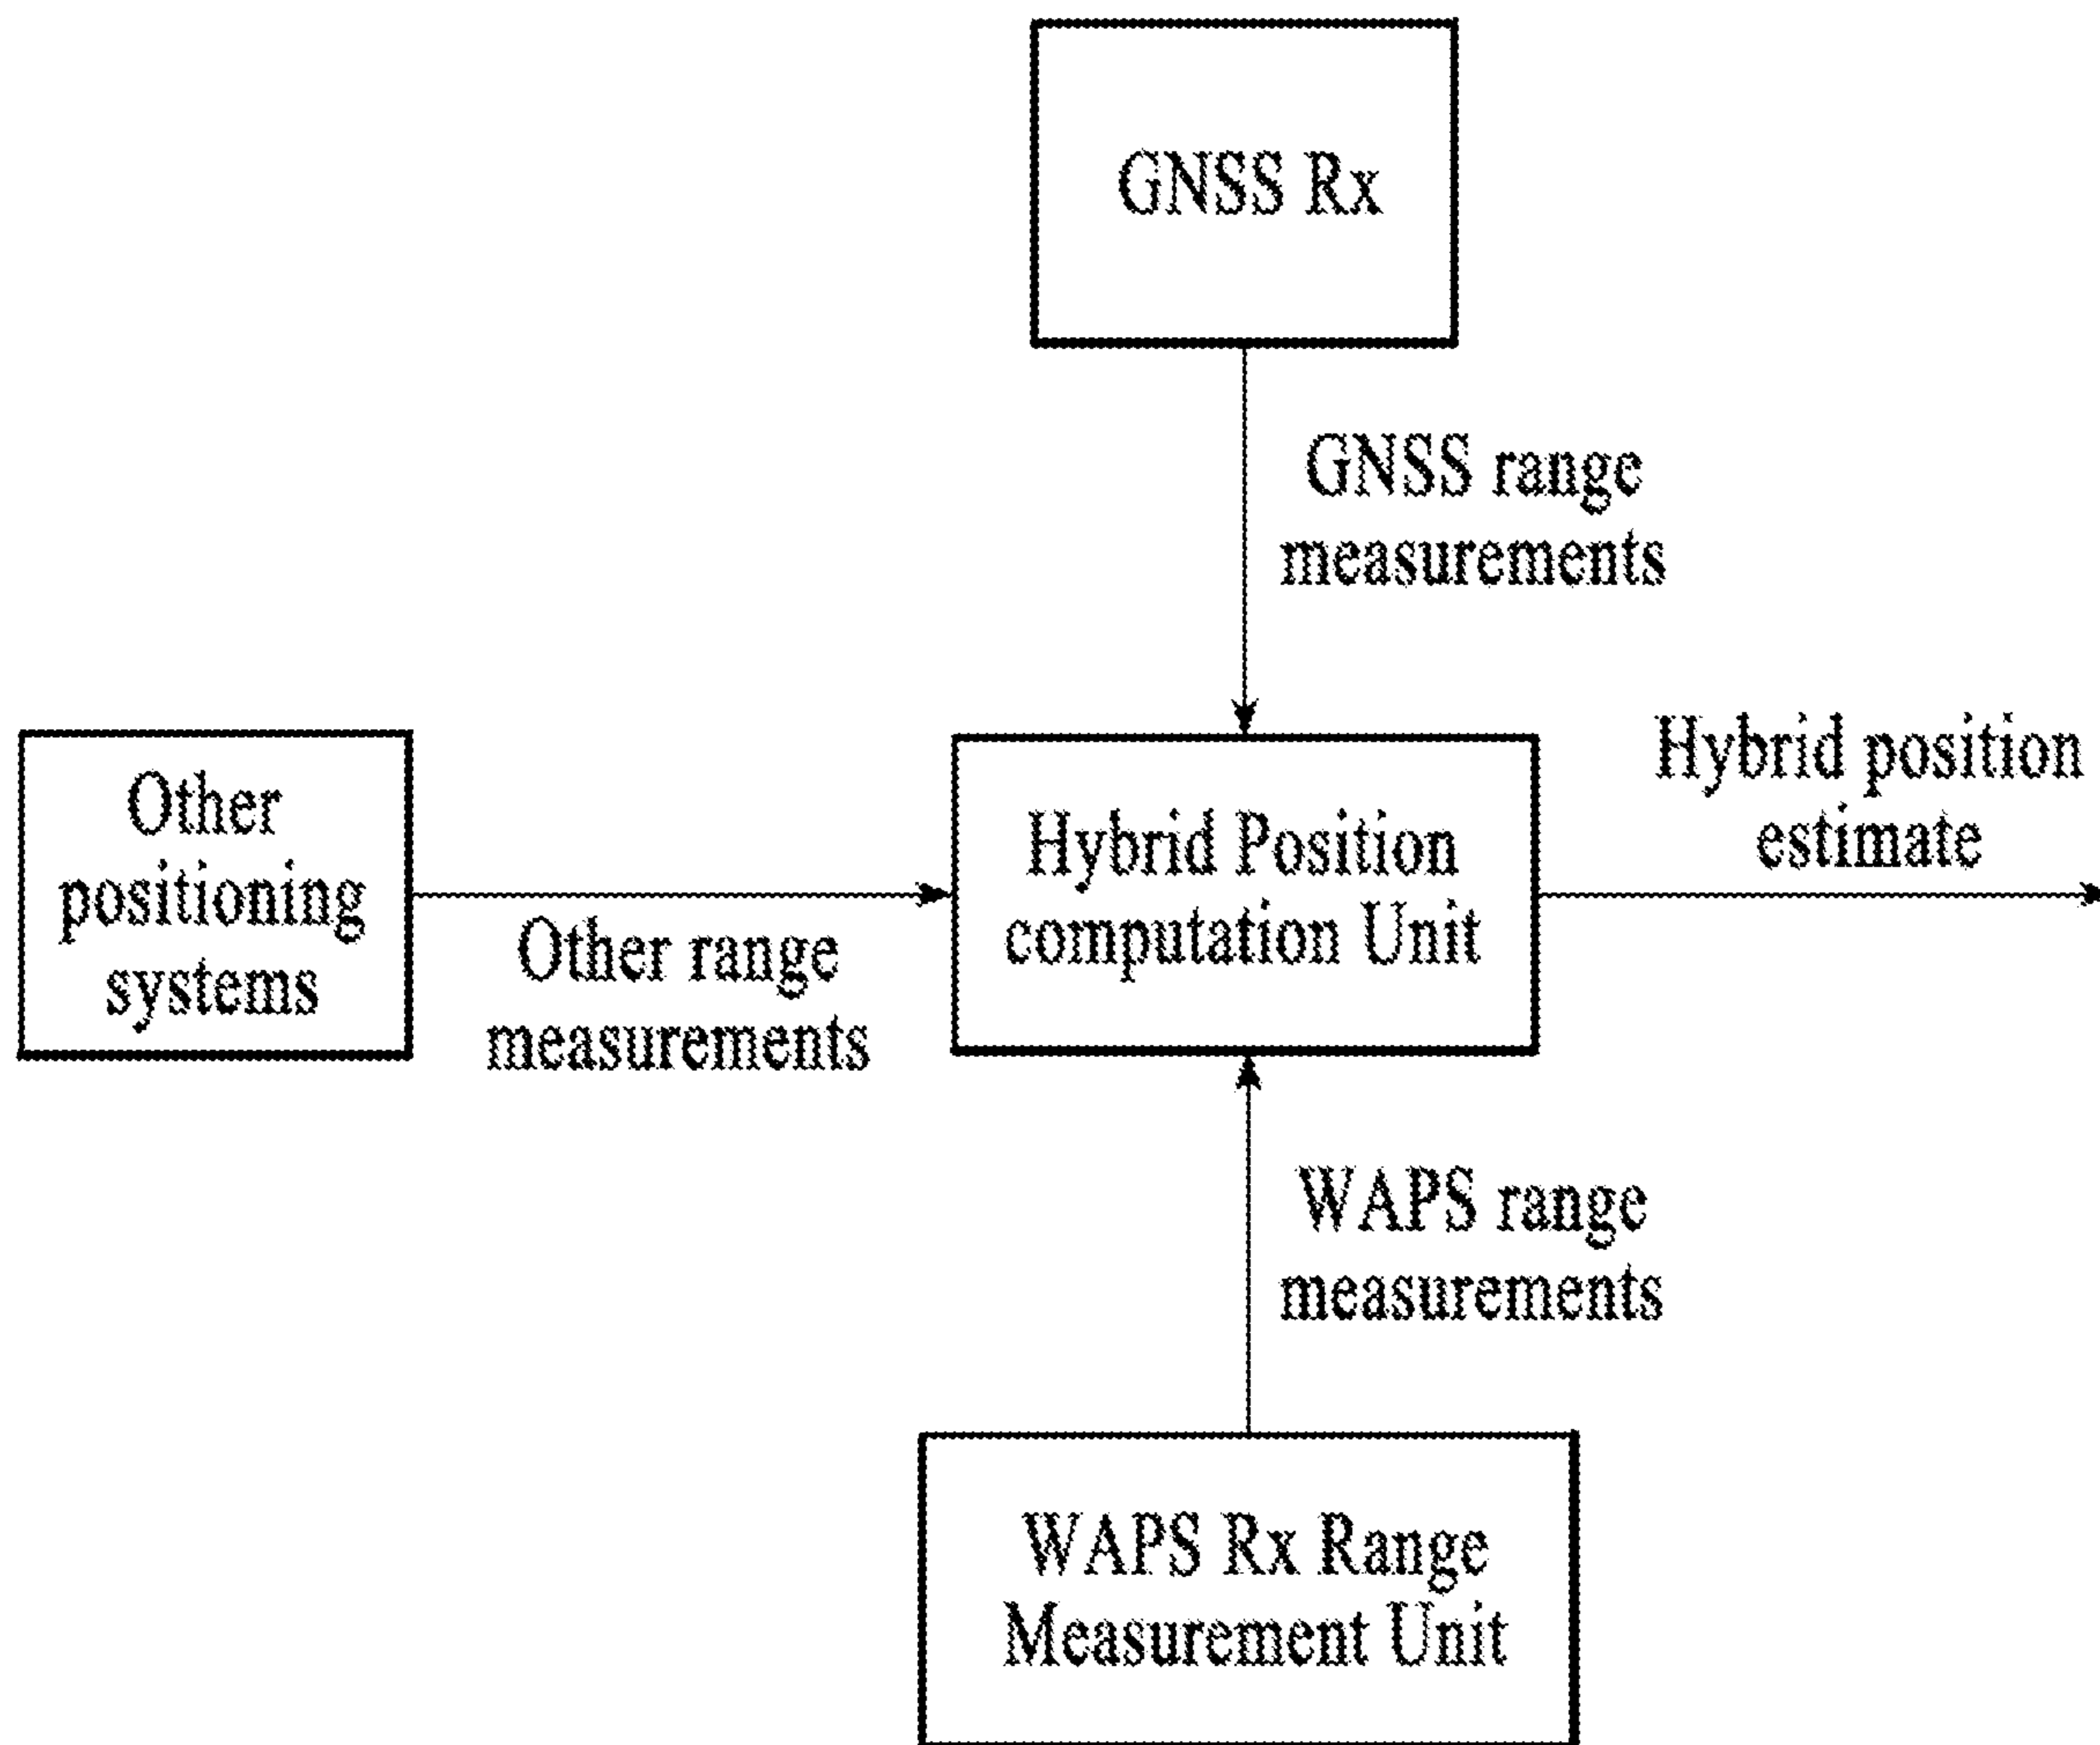 GNSS Rx
GNSS range
measurements
Other
positioning
systems
Other range
measurements
Hybrid Position
computation Unit
Hybrid position
estimate
WAPS range
measurements
WAPS Rx Range
Measurement Unit